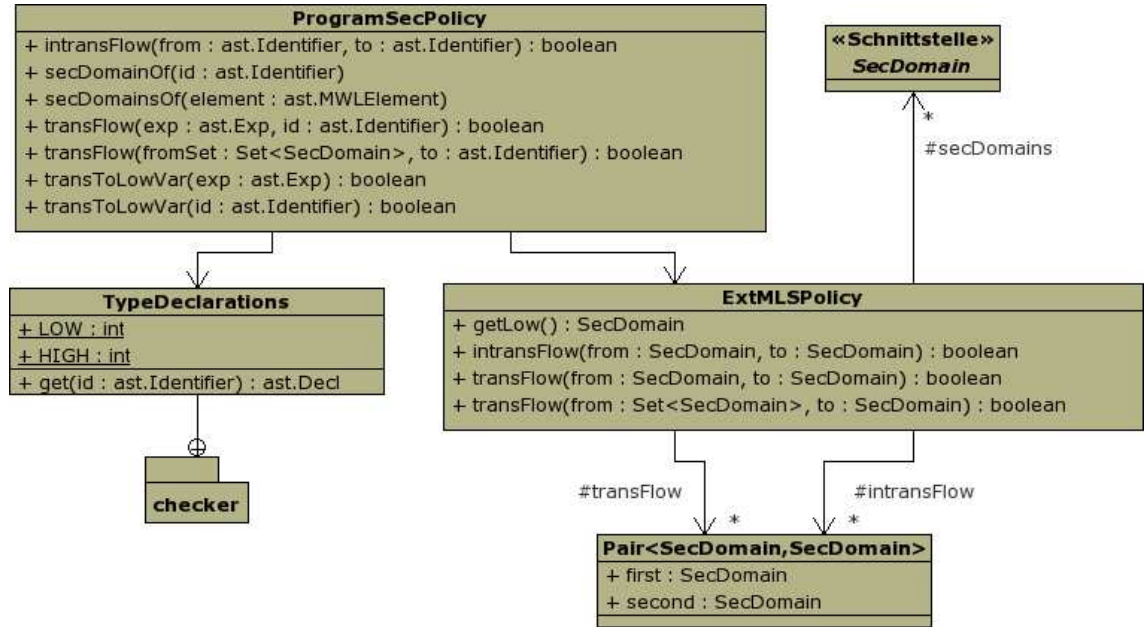 ProgramSecPolicy
+ intransFlow(from : ast.Identifier, to : ast.Identifier) : boolean
+ secDomainOf(id : ast.Identifier)
+ secDomainsOf(element : ast.MWLElement)
+ transFlow(exp : ast.Exp, id : ast.Identifier) : boolean
+ transFlow(fromSet : Set<SecDomain>, to : ast.Identifier) : boolean
+ transToLowVar(exp : ast.Exp) : boolean
+ transToLowVar(id : ast.Identifier) : boolean
«Schnittstelle»
SecDomain
*
#secDomains
TypeDeclarations
+ LOW : int
+ HIGH : int
+ get(id : ast.Identifier) : ast.Decl
ExtMLSPolicy
+ getLow() : SecDomain
+ intransFlow(from : SecDomain, to : SecDomain) : boolean
+ transFlow(from : SecDomain, to : SecDomain) : boolean
+ transFlow(from : Set<SecDomain>, to : SecDomain) : boolean
checker
#transFlow
#intransFlow
*
*
Pair<SecDomain,SecDomain>
+ first : SecDomain
+ second : SecDomain